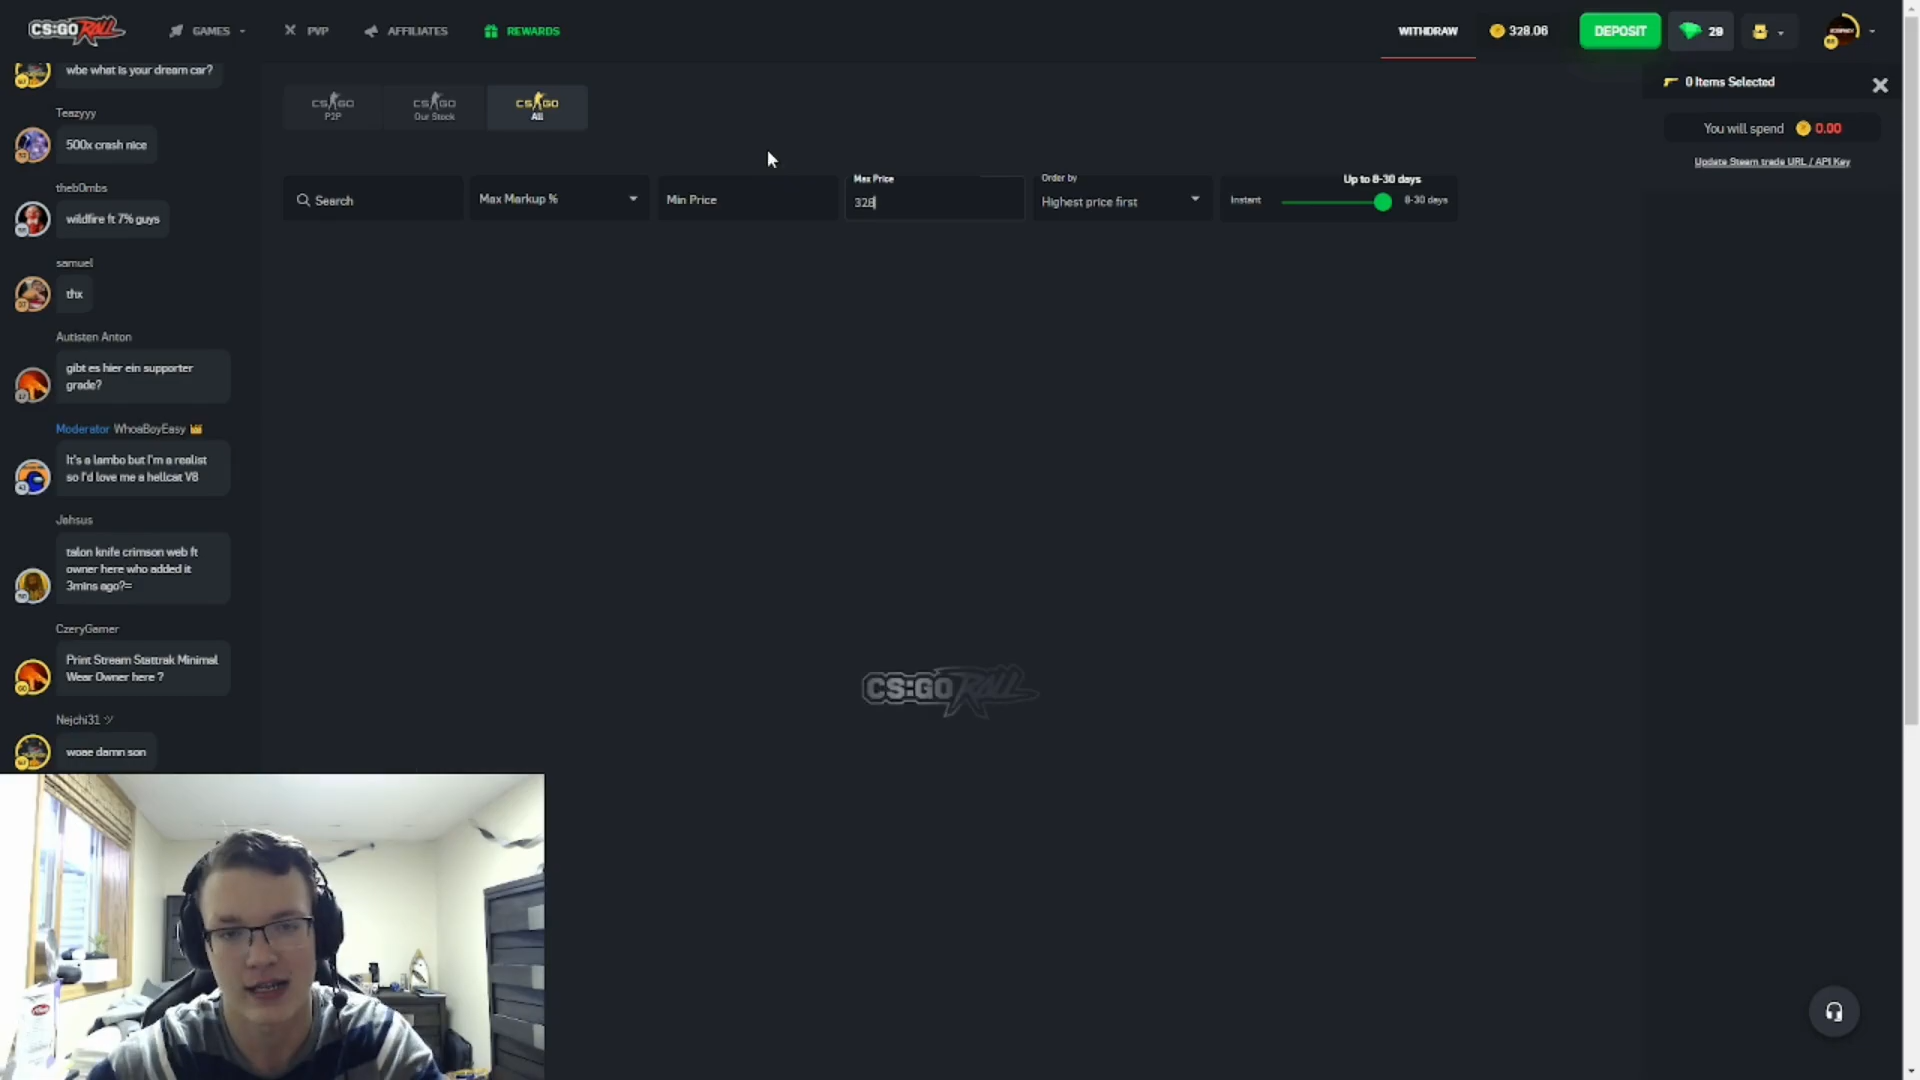 CS:GO ROLL
GAMES
PVP
AFFILIATES
REWARDS
WITHDRAW
328.06
DEPOSIT
29
wbe what is your dream car?
Teazyyy
500x crash nice
theb0mbs
wildfire ft 7% guys
samuel
thx
Autisten Anton
gibt es hier ein supporter
grade?
Moderator WhoaBoyEasy
It's a lambo but I'm a realist
so I'd love me a hellcat V8
Jehsus
talon knife crimson web ft
owner here who added it
3mins ago?=
CzeryGamer
Print Stream Stattrak Minimal
Wear Owner here ?
Nejchi31 ツ
woae damn son
CS GO
P2P
CS GO
Our Stock
CS GO
All
Search
Max Markup %
Min Price
Max Price
328
Order by
Highest price first
Up to 8-30 days
Instant
8-30 days
0 Items Selected
You will spend 0.00
Update Steam trade URL / API Key
CS:GO ROLL